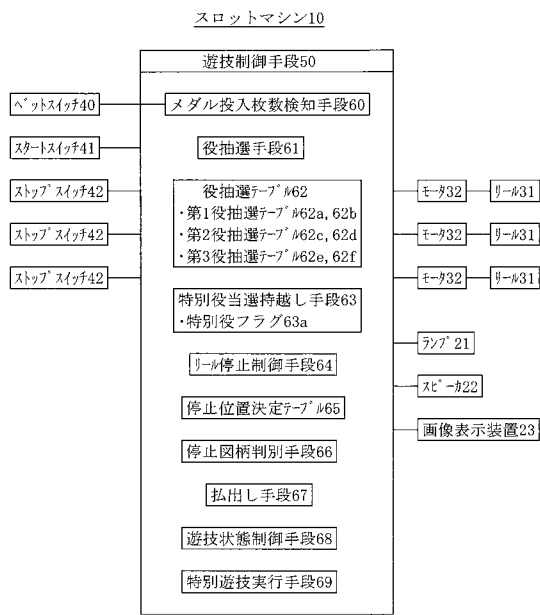 スロットマシン10
遊技制御手段50
ベットスイッチ40
メダル投入枚数検知手段60
スタートスイッチ41
役抽選手段61
ストップスイッチ42
役抽選テーブル62
・第1役抽選テーブル62a, 62b
・第2役抽選テーブル62c, 62d
・第3役抽選テーブル62e, 62f
モータ32
リール31
ストップスイッチ42
モータ32
リール31
ストップスイッチ42
モータ32
リール31
特別役当選持越し手段63
・特別役フラグ63a
ランプ21
リール停止制御手段64
スピーカ22
停止位置決定テーブル65
画像表示装置23
停止図柄判別手段66
払出し手段67
遊技状態制御手段68
特別遊技実行手段69